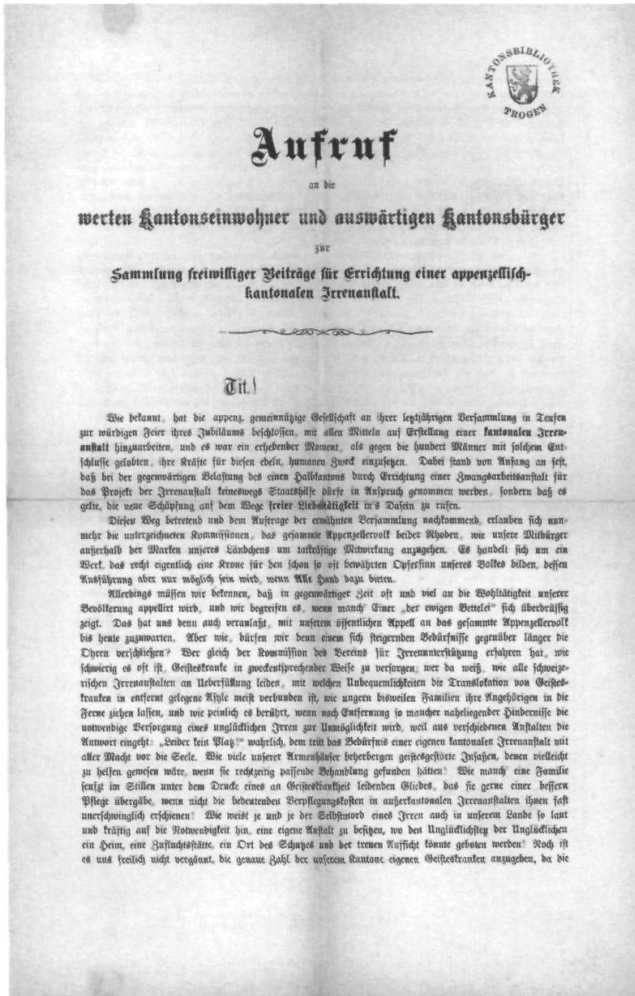 KANTONSBIBLIOTHEK
TROGEN
Aufruf
an die
werten Kantonseinwohner und auswärtigen Kantonsbürger
zur
Sammlung freiwilliger Beiträge für Errichtung einer appenzellisch-
kantonalen Irrenanstalt.
Tit.!
Wie bekannt, hat die appenz. gemeinnützige Gesellschaft an ihrer letztjährigen Versammlung in Teufen
zur würdigen Feier ihres Jubiläums beschlossen, mit allen Mitteln auf Erstellung einer kantonalen Irren-
anstalt hinzuarbeiten, und es war ein erhebender Moment, als gegen die hundert Männer mit solchem Ent-
schlusse gelobten, ihre Kräfte für diesen edeln, humanen Zweck einzusetzen. Dabei stand von Anfang an fest,
daß bei der gegenwärtigen Belastung des einen Halbkantons durch Errichtung einer Zwangsarbeitsanstalt für
das Projekt der Irrenanstalt keineswegs Staatshilfe dürfe in Anspruch genommen werden, sondern daß es
gelte, die neue Schöpfung auf dem Wege freier Liebestätigkeit in's Dasein zu rufen.
Diesen Weg betretend und dem Auftrage der erwähnten Versammlung nachkommend, erlauben sich nun-
mehr die unterzeichneten Kommissionen, das gesammte Appenzellervolk beider Rhoden, wie unsere Mitbürger
außerhalb der Marken unseres Ländchens um tatkräftige Mitwirkung anzugehen. Es handelt sich um ein
Werk, das recht eigentlich eine Krone für den schon so oft bewährten Opfersinn unseres Volkes bilden, dessen
Ausführung aber nur möglich sein wird, wenn Alle Hand dazu bieten.
Allerdings müssen wir bekennen, daß in gegenwärtiger Zeit oft und viel an die Wohltätigkeit unserer
Bevölkerung appellirt wird, und wir begreifen es, wenn manch' Einer „der ewigen Bettelei" sich überdrüssig
zeigt. Das hat uns denn auch veranlaßt, mit unserem öffentlichen Appell an das gesammte Appenzellervolk
bis heute zuzuwarten. Aber wie, dürfen wir denn einem sich steigernden Bedürfnisse gegenüber länger die
Ohren verschließen? Wer gleich der Kommission des Vereins für Irrenunterstützung erfahren hat, wie
schwierig es oft ist, Geisteskranke in zweckentsprechender Weise zu versorgen, wer da weiß, wie alle schweize-
rischen Irrenanstalten an Ueberfüllung leiden, mit welchen Unbequemlichkeiten die Translokation von Geistes-
kranken in entfernt gelegene Asyle meist verbunden ist, wie ungern bisweilen Familien ihre Angehörigen in die
Ferne ziehen lassen, und wie peinlich es berührt, wenn nach Entfernung so mancher naheliegender Hindernisse die
notwendige Versorgung eines unglücklichen Irren zur Unmöglichkeit wird, weil aus verschiedenen Anstalten die
Antwort eingeht: „Leider kein Platz!" wahrlich, dem tritt das Bedürfnis einer eigenen kantonalen Irrenanstalt mit
aller Macht vor die Seele. Wie viele unserer Armenhäuser beherbergen geistesgestörte Insaßen, denen vielleicht
zu helfen gewesen wäre, wenn sie rechtzeitig passende Behandlung gefunden hätten! Wie manch' eine Familie
seufzt im Stillen unter dem Drucke eines an Geisteskrankheit leidenden Gliedes, das sie gerne einer bessern
Pflege übergäbe, wenn nicht die bedeutenden Verpflegungskosten in außerkantonalen Irrenanstalten ihnen fast
unerschwinglich erschienen! Wie weist je und je der Selbstmord eines Irren auch in unserem Lande so laut
und kräftig auf die Notwendigkeit hin, eine eigene Anstalt zu besitzen, wo den Unglücklichsten der Unglücklichen
ein Heim, eine Zufluchtsstätte, ein Ort des Schutzes und der treuen Aufsicht könnte geboten werden! Noch ist
es uns freilich nicht vergönnt, die genaue Zahl der unserem Kantone eigenen Geisteskranken anzugeben, da die